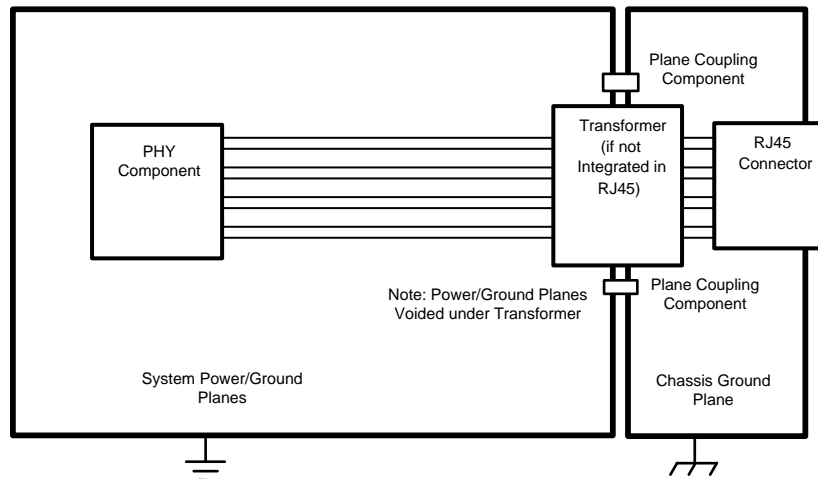 Plane Coupling
Component
PHY
Component
Transformer
(if not
Integrated in
RJ45)
RJ45
Connector
Note: Power/Ground Planes
Voided under Transformer
Plane Coupling
Component
System Power/Ground
Planes
Chassis Ground
Plane